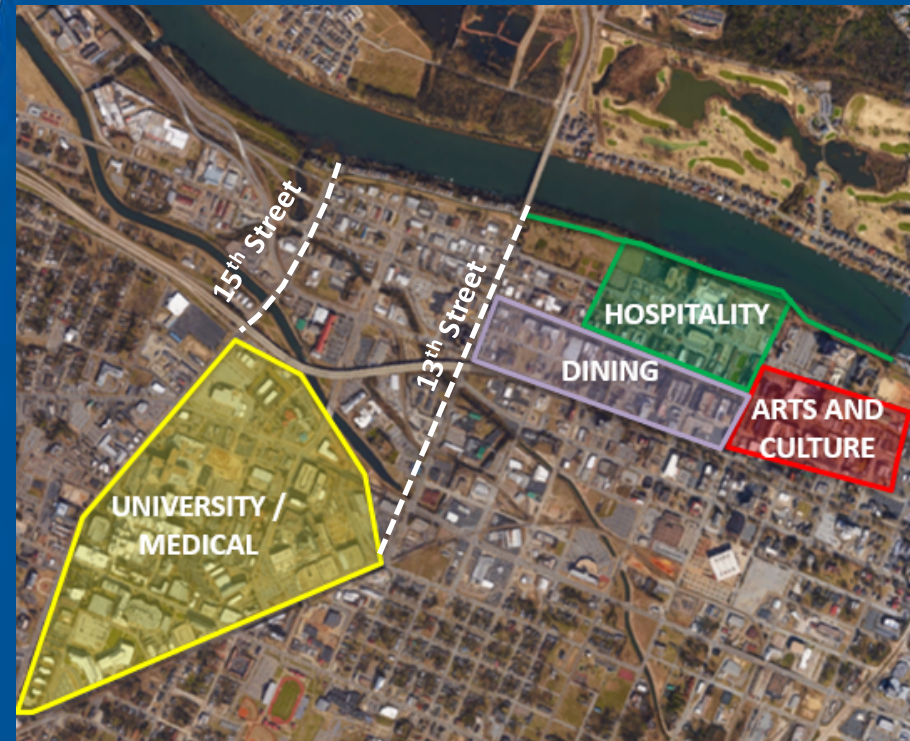 15th Street
13th Street
HOSPITALITY
DINING
ARTS AND
CULTURE
UNIVERSITY /
MEDICAL